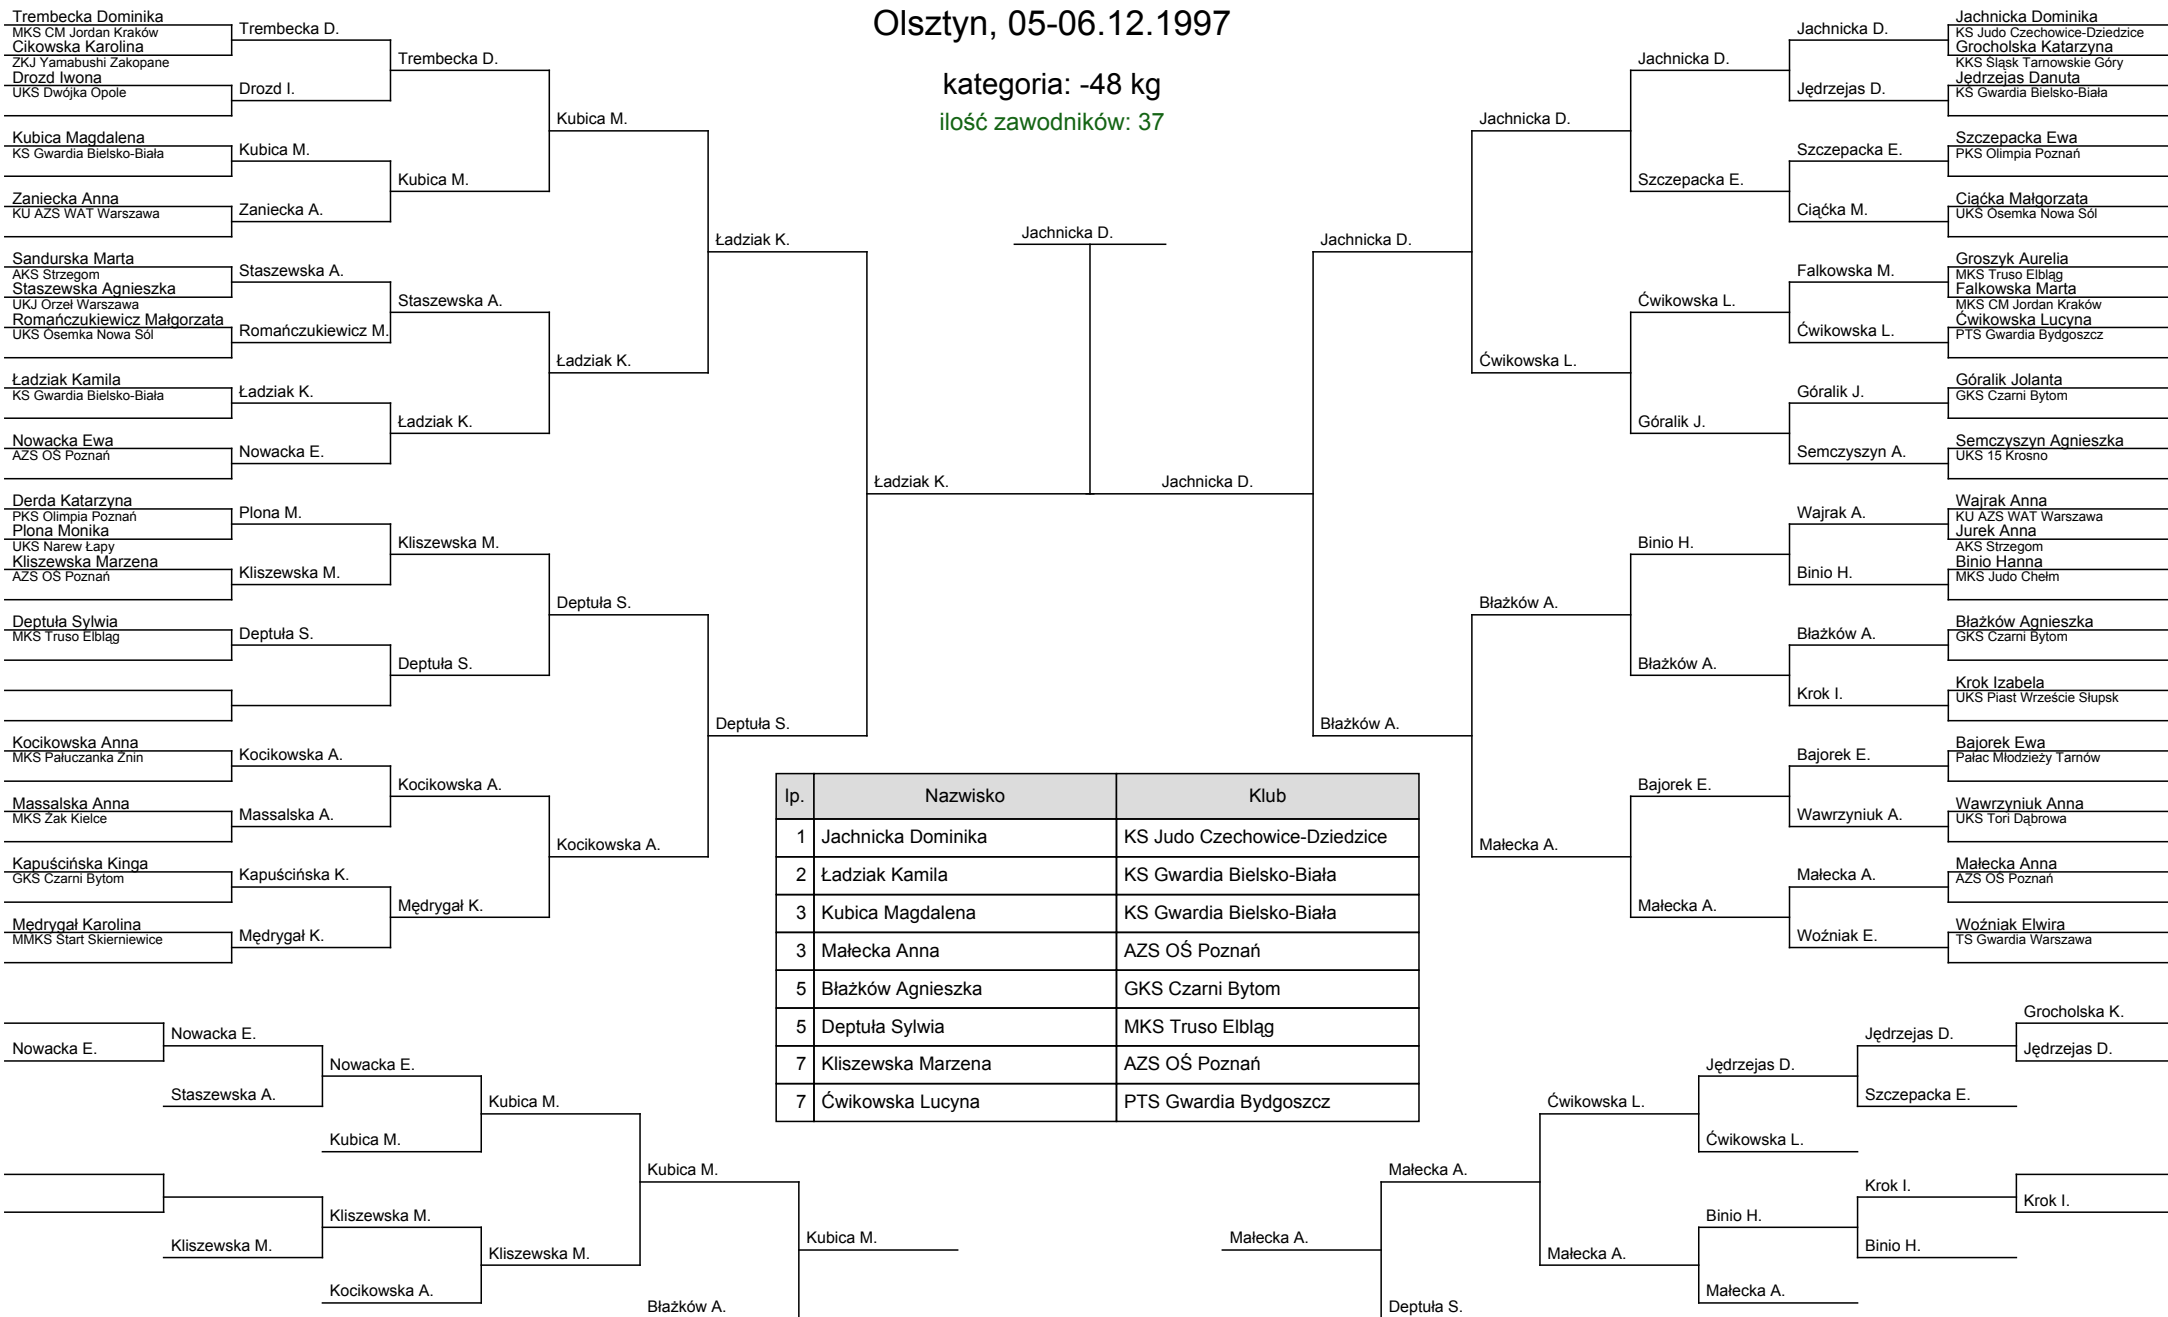 Olsztyn, 05-06.12.1997
kategoria: -48 kg
ilość zawodników: 37
Trembecka Dominika
MKS CM Jordan Kraków
Cikowska Karolina
ZKJ Yamabushi Zakopane
Drozd Iwona
UKS Dwójka Opole
Kubica Magdalena
KS Gwardia Bielsko-Biała
Zaniecka Anna
KU AZS WAT Warszawa
Sandurska Marta
AKS Strzegom
Staszewska Agnieszka
UKJ Orzeł Warszawa
Romańczukiewicz Małgorzata
UKS Ósemka Nowa Sól
Ładziak Kamila
KS Gwardia Bielsko-Biała
Nowacka Ewa
AZS OŚ Poznań
Derda Katarzyna
PKS Olimpia Poznań
Plona Monika
UKS Narew Łapy
Kliszewska Marzena
AZS OŚ Poznań
Deptuła Sylwia
MKS Truso Elbląg
Kocikowska Anna
MKS Pałuczanka Żnin
Massalska Anna
MKS Żak Kielce
Kapuścińska Kinga
GKS Czarni Bytom
Mędrygał Karolina
MMKS Start Skierniewice
Trembecka D.
Drozd I.
Kubica M.
Zaniecka A.
Staszewska A.
Romańczukiewicz M.
Ładziak K.
Nowacka E.
Plona M.
Kliszewska M.
Deptuła S.
Kocikowska A.
Massalska A.
Kapuścińska K.
Mędrygał K.
Trembecka D.
Kubica M.
Staszewska A.
Ładziak K.
Kliszewska M.
Deptuła S.
Kocikowska A.
Mędrygał K.
Kubica M.
Ładziak K.
Deptuła S.
Kocikowska A.
Ładziak K.
Deptuła S.
Ładziak K.
Jachnicka D.
Jachnicka D.
Jachnicka D.
Błażków A.
Jachnicka D.
Ćwikowska L.
Błażków A.
Małecka A.
Jachnicka D.
Szczepacka E.
Ćwikowska L.
Góralik J.
Binio H.
Błażków A.
Bajorek E.
Małecka A.
Jachnicka D.
Jędrzejas D.
Szczepacka E.
Ciąćka M.
Falkowska M.
Ćwikowska L.
Góralik J.
Semczyszyn A.
Wajrak A.
Binio H.
Błażków A.
Krok I.
Bajorek E.
Wawrzyniuk A.
Małecka A.
Woźniak E.
Jachnicka Dominika
KS Judo Czechowice-Dziedzice
Grocholska Katarzyna
KKS Śląsk Tarnowskie Góry
Jędrzejas Danuta
KS Gwardia Bielsko-Biała
Szczepacka Ewa
PKS Olimpia Poznań
Ciąćka Małgorzata
UKS Ósemka Nowa Sól
Groszyk Aurelia
MKS Truso Elbląg
Falkowska Marta
MKS CM Jordan Kraków
Ćwikowska Lucyna
PTS Gwardia Bydgoszcz
Góralik Jolanta
GKS Czarni Bytom
Semczyszyn Agnieszka
UKS 15 Krosno
Wajrak Anna
KU AZS WAT Warszawa
Jurek Anna
AKS Strzegom
Binio Hanna
MKS Judo Chełm
Błażków Agnieszka
GKS Czarni Bytom
Krok Izabela
UKS Piast Wrzeście Słupsk
Bajorek Ewa
Pałac Młodzieży Tarnów
Wawrzyniuk Anna
UKS Tori Dąbrowa
Małecka Anna
AZS OŚ Poznań
Woźniak Elwira
TS Gwardia Warszawa
lp. Nazwisko Klub
1 Jachnicka Dominika KS Judo Czechowice-Dziedzice
2 Ładziak Kamila KS Gwardia Bielsko-Biała
3 Kubica Magdalena KS Gwardia Bielsko-Biała
3 Małecka Anna AZS OŚ Poznań
5 Błażków Agnieszka GKS Czarni Bytom
5 Deptuła Sylwia MKS Truso Elbląg
7 Kliszewska Marzena AZS OŚ Poznań
7 Ćwikowska Lucyna PTS Gwardia Bydgoszcz
Nowacka E.
Nowacka E.
Staszewska A.
Kliszewska M.
Nowacka E.
Kubica M.
Kliszewska M.
Kocikowska A.
Kubica M.
Kliszewska M.
Kubica M.
Błażków A.
Kubica M.
Małecka A.
Małecka A.
Deptuła S.
Ćwikowska L.
Małecka A.
Jędrzejas D.
Ćwikowska L.
Binio H.
Małecka A.
Jędrzejas D.
Szczepacka E.
Krok I.
Binio H.
Grocholska K.
Jędrzejas D.
Krok I.